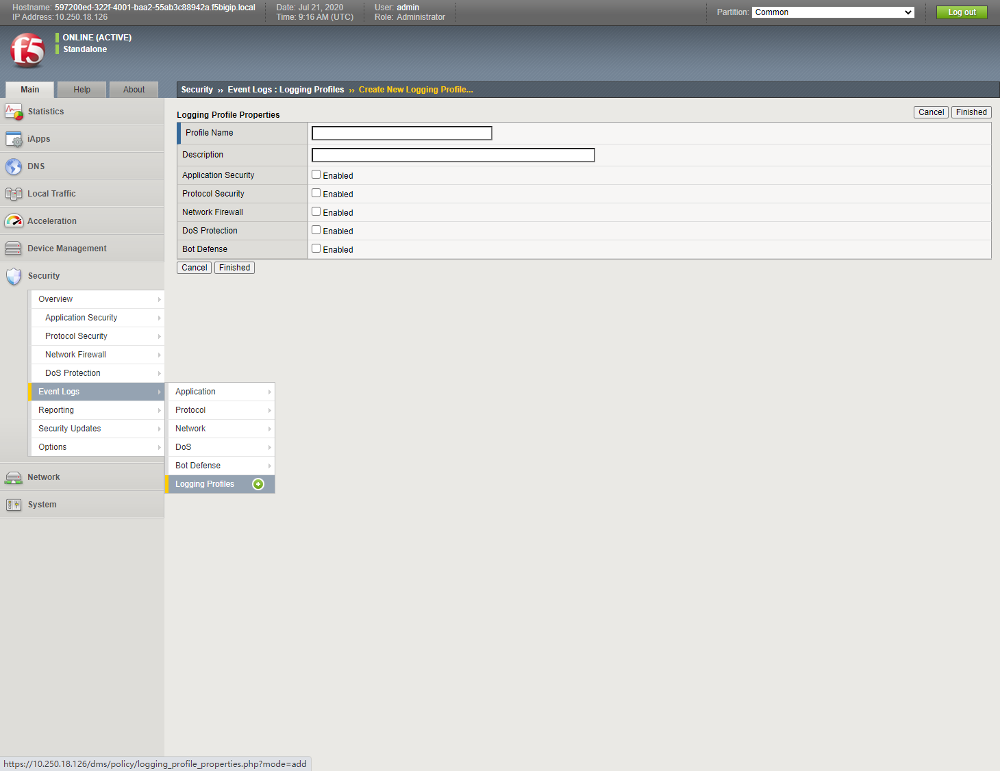 Hostname: 597200ed-322f-4001-baa2-55ab3c88942a.f5bigip.local
IP Address: 10.250.18.126
Date: Jul 21, 2020
Time: 9:16 AM (UTC)
User: admin
Role: Administrator
Partition: Common
Log out
f5
ONLINE (ACTIVE)
Standalone
Main
Help
About
Security ›› Event Logs : Logging Profiles ›› Create New Logging Profile...
Statistics
iApps
DNS
Local Traffic
Acceleration
Device Management
Security
Overview
Application Security
Protocol Security
Network Firewall
DoS Protection
Event Logs
Reporting
Security Updates
Options
Network
System
Application
Protocol
Network
DoS
Bot Defense
Logging Profiles
Logging Profile Properties
Cancel Finished
Profile Name
Description
Application Security Enabled
Protocol Security Enabled
Network Firewall Enabled
DoS Protection Enabled
Bot Defense Enabled
Cancel Finished
https://10.250.18.126/dms/policy/logging_profile_properties.php?mode=add